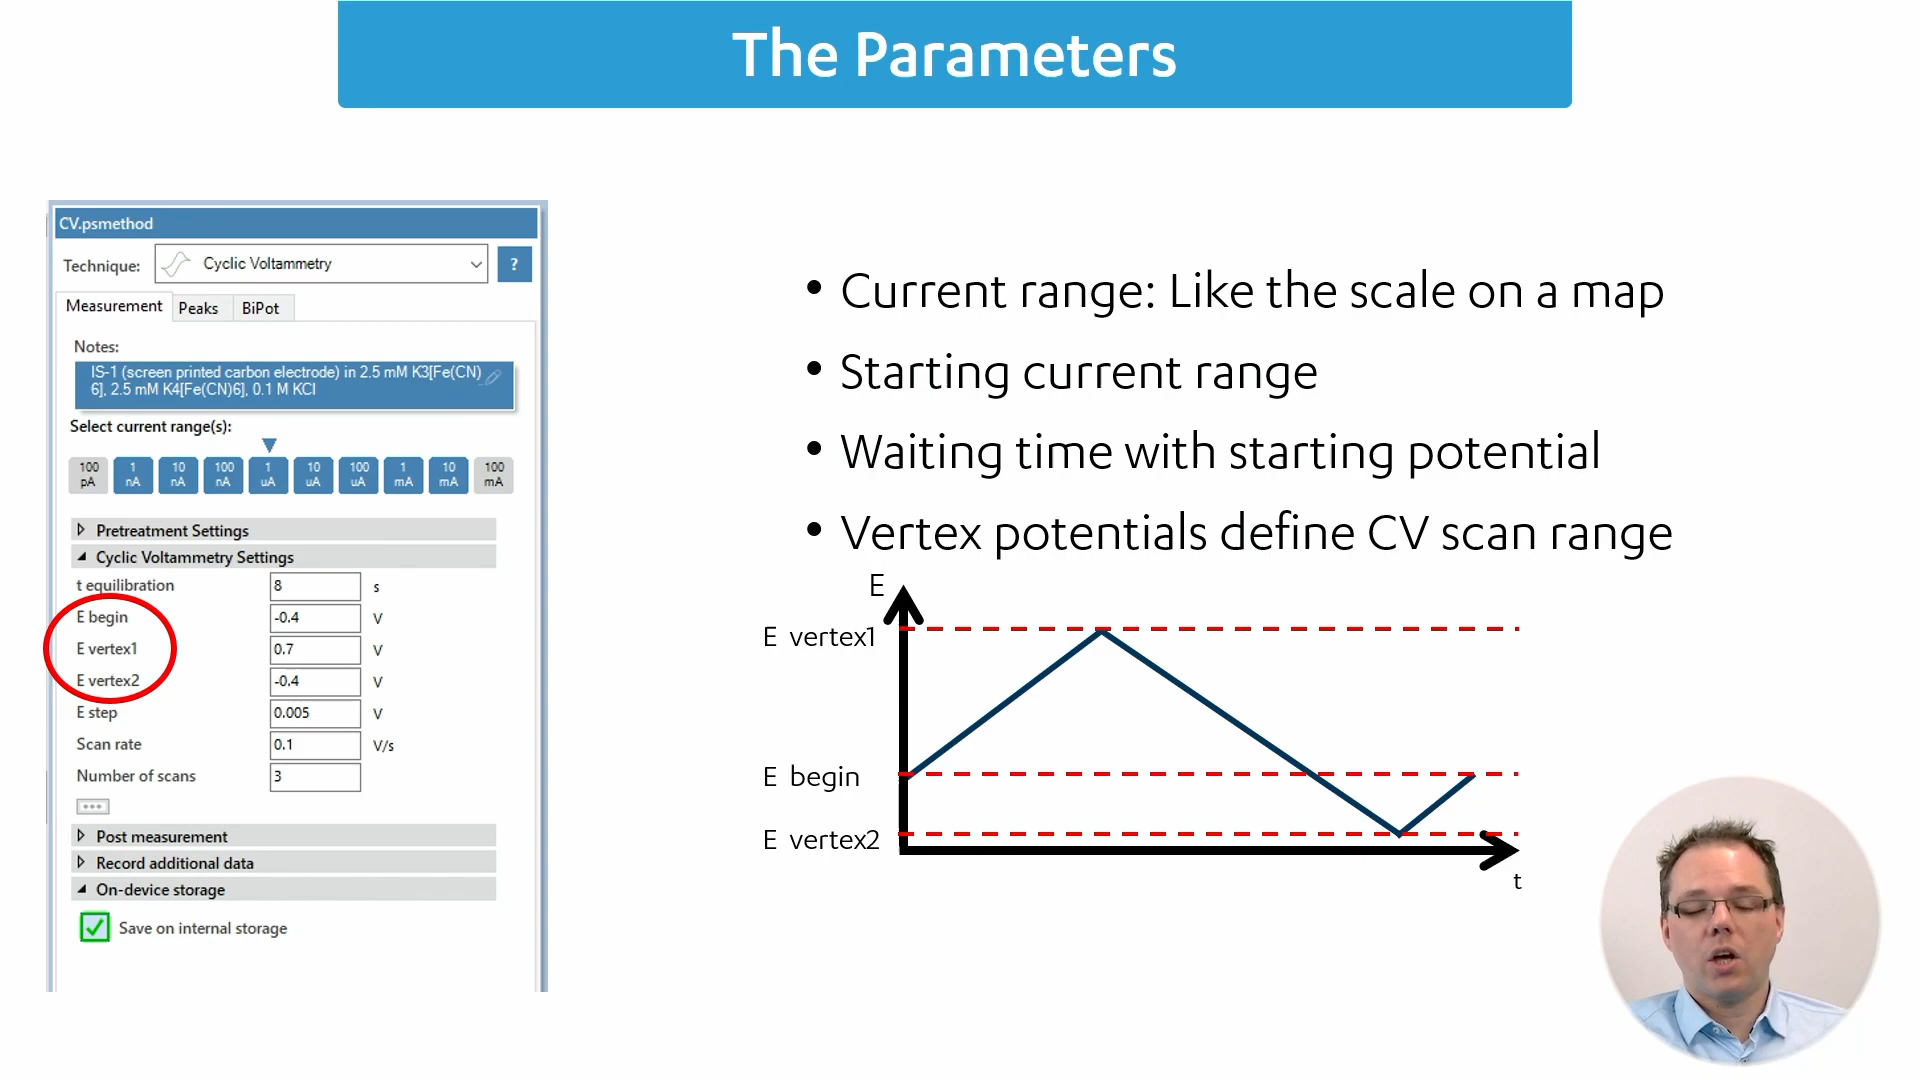 The Parameters
CV.psmethod
Technique: Cyclic Voltammetry ?
Measurement Peaks BiPot
Notes:
IS-1 (screen printed carbon electrode) in 2.5 mM K3[Fe(CN)
6], 2.5 mM K4[Fe(CN)6], 0.1 M KCl
Select current range(s):
100 pA 1 nA 10 nA 100 nA 1 uA 10 uA 100 uA 1 mA 10 mA 100 mA
Pretreatment Settings
Cyclic Voltammetry Settings
t equilibration 8 s
E begin -0.4 V
E vertex1 0.7 V
E vertex2 -0.4 V
E step 0.005 V
Scan rate 0.1 V/s
Number of scans 3
Post measurement
Record additional data
On-device storage
Save on internal storage
• Current range: Like the scale on a map
• Starting current range
• Waiting time with starting potential
• Vertex potentials define CV scan range
E
E vertex1
E begin
E vertex2
t